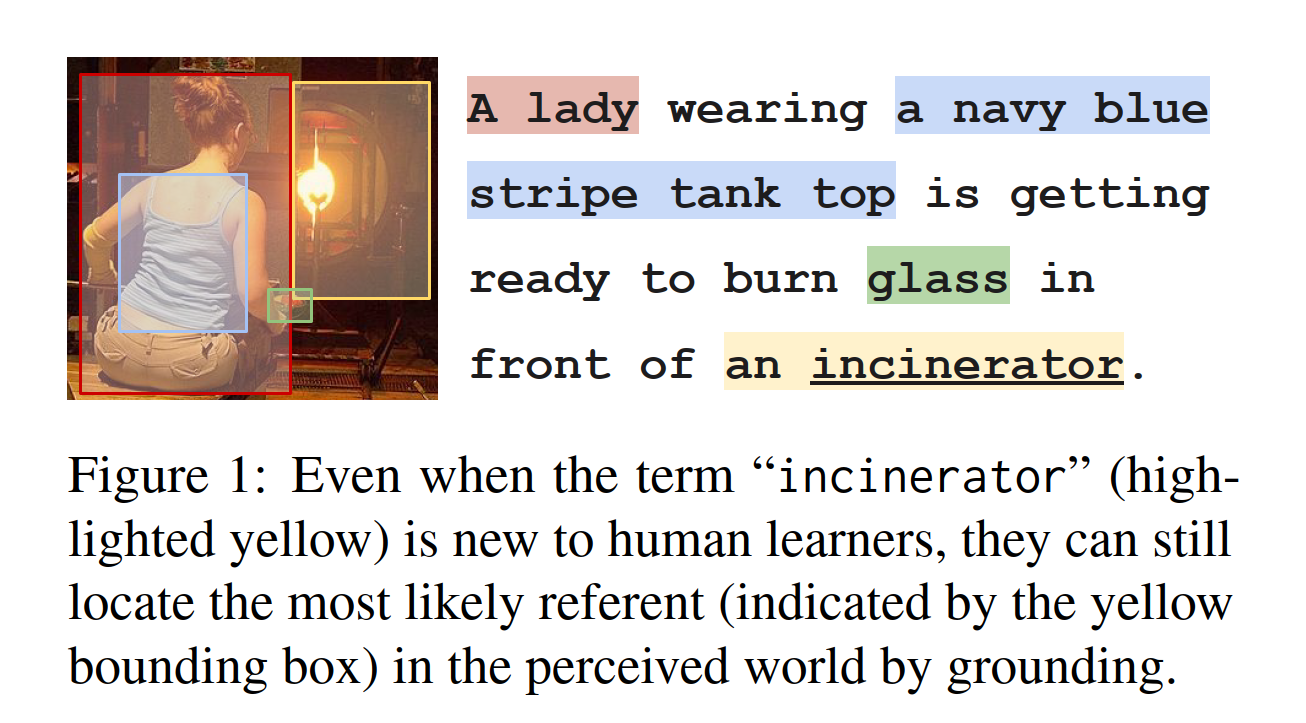 A lady wearing a navy blue
stripe tank top is getting
ready to burn glass in
front of an incinerator.
Figure 1: Even when the term “incinerator” (high-
lighted yellow) is new to human learners, they can still
locate the most likely referent (indicated by the yellow
bounding box) in the perceived world by grounding.